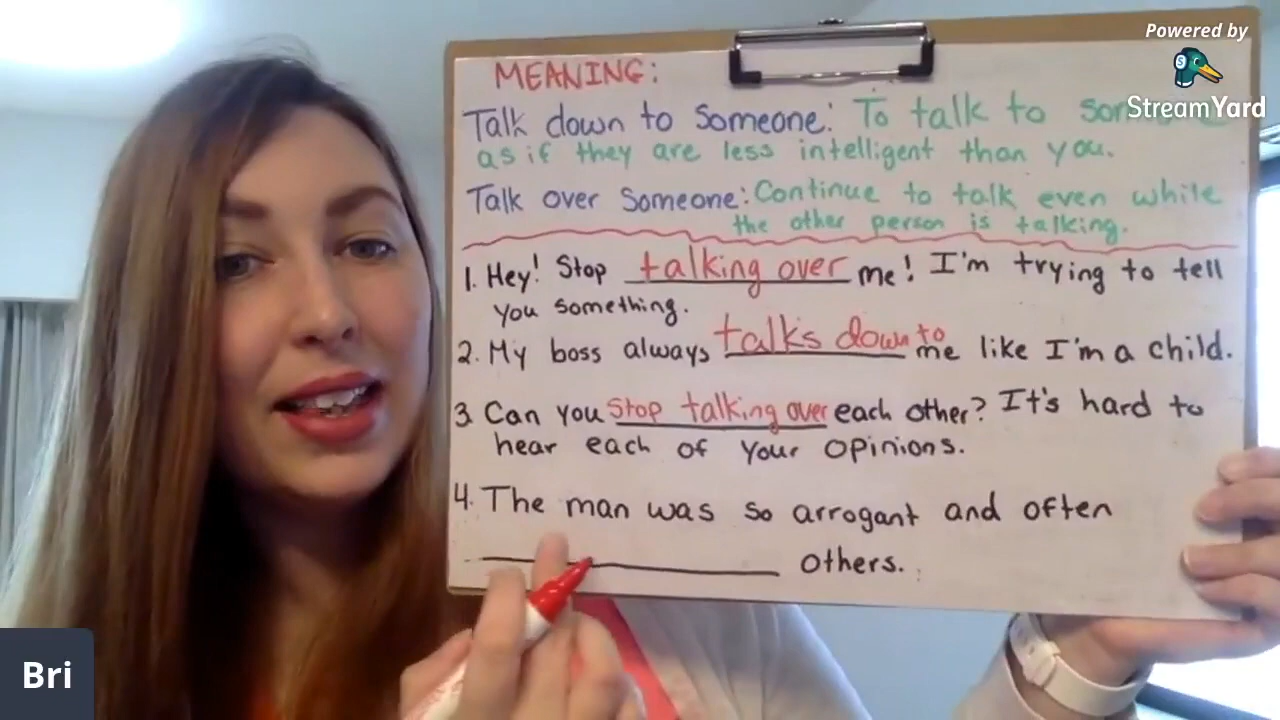 Powered by
StreamYard
MEANING:
Talk down to Someone: To talk to
as if they are less intelligent than you.
Talk over Someone: Continue to talk even while
the other person is talking.
1. Hey! Stop talking over me! I'm trying to tell
you something.
2. My boss always talks down to me like I'm a child.
3. Can you Stop talking over each other? It's hard to
hear each of your opinions.
4. The man was so arrogant and often
others.
Bri